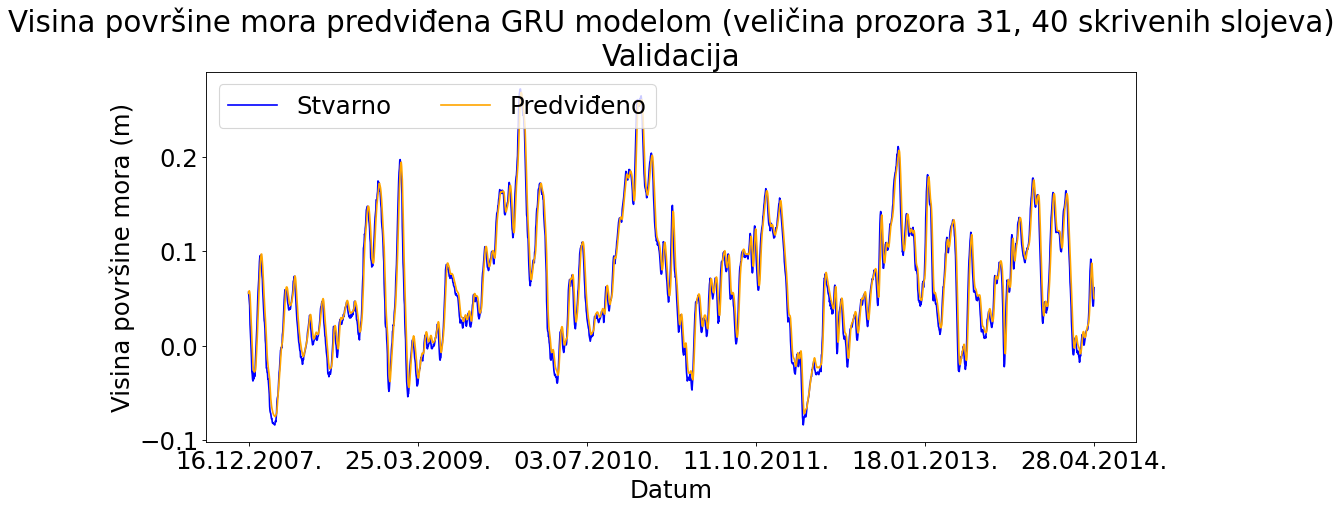 Visina površine mora predviđena GRU modelom (veličina prozora 31, 40 skrivenih slojeva)
Validacija
Stvarno
Predviđeno
Visina površine mora (m)
0.2
0.1
0.0
−0.1
16.12.2007.
25.03.2009.
03.07.2010.
11.10.2011.
18.01.2013.
28.04.2014.
Datum